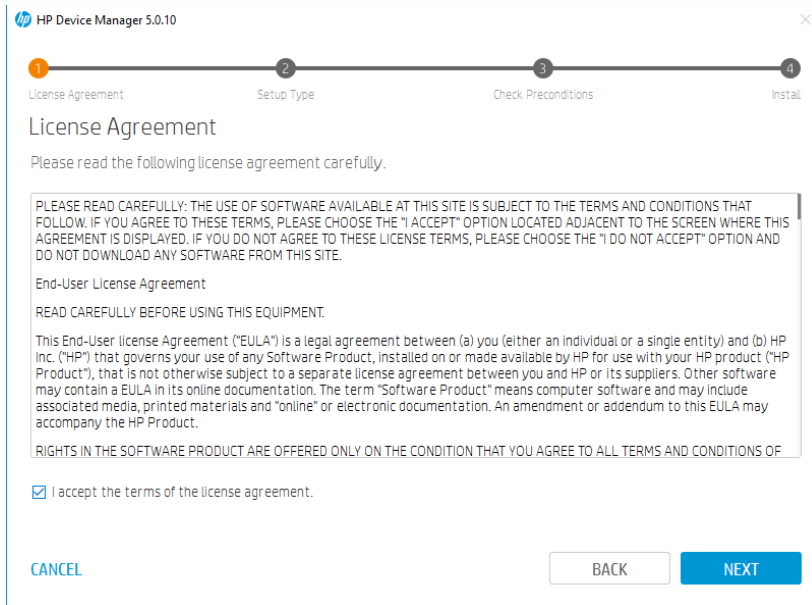 hp HP Device Manager 5.0.10
1 2 3 4
License Agreement Setup Type Check Preconditions Install
License Agreement
Please read the following license agreement carefully.
PLEASE READ CAREFULLY: THE USE OF SOFTWARE AVAILABLE AT THIS SITE IS SUBJECT TO THE TERMS AND CONDITIONS THAT
FOLLOW. IF YOU AGREE TO THESE TERMS, PLEASE CHOOSE THE "I ACCEPT" OPTION LOCATED ADJACENT TO THE SCREEN WHERE THIS
AGREEMENT IS DISPLAYED. IF YOU DO NOT AGREE TO THESE LICENSE TERMS, PLEASE CHOOSE THE "I DO NOT ACCEPT" OPTION AND
DO NOT DOWNLOAD ANY SOFTWARE FROM THIS SITE.
End-User License Agreement
READ CAREFULLY BEFORE USING THIS EQUIPMENT.
This End-User license Agreement ("EULA") is a legal agreement between (a) you (either an individual or a single entity) and (b) HP
Inc. ("HP") that governs your use of any Software Product, installed on or made available by HP for use with your HP product ("HP
Product"), that is not otherwise subject to a separate license agreement between you and HP or its suppliers. Other software
may contain a EULA in its online documentation. The term "Software Product" means computer software and may include
associated media, printed materials and "online" or electronic documentation. An amendment or addendum to this EULA may
accompany the HP Product.
RIGHTS IN THE SOFTWARE PRODUCT ARE OFFERED ONLY ON THE CONDITION THAT YOU AGREE TO ALL TERMS AND CONDITIONS OF
I accept the terms of the license agreement.
CANCEL BACK NEXT